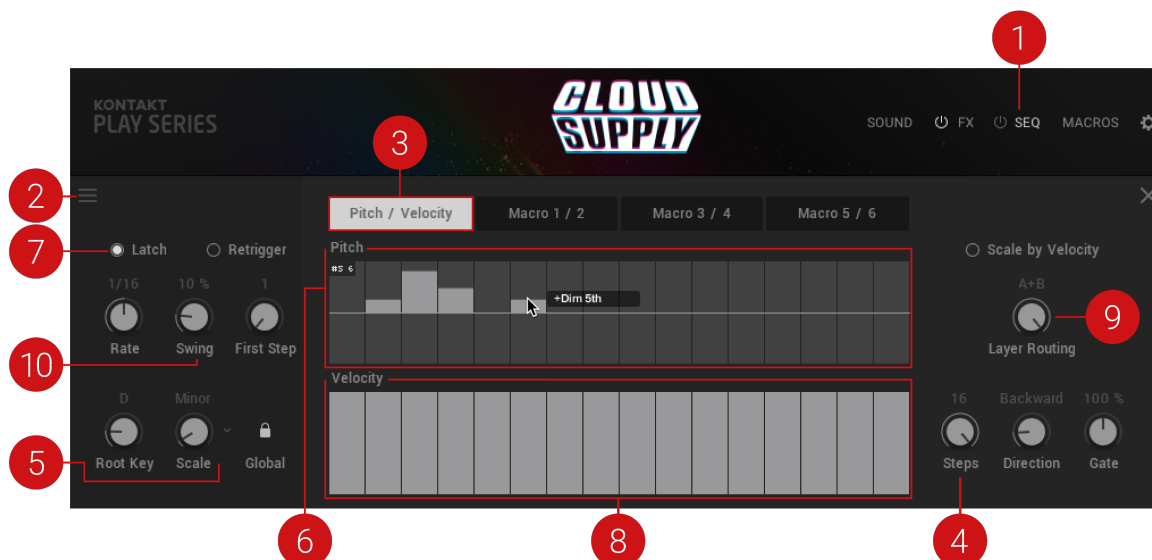 1
KONTAKT
PLAY SERIES
CLOUD
SUPPLY
SOUND FX SEQ MACROS
3
2
Pitch / Velocity Macro 1 / 2 Macro 3 / 4 Macro 5 / 6
7
Latch Retrigger
Pitch
Scale by Velocity
#S 6
1/16 10 % 1
+Dim 5th
A+B
9
Rate Swing First Step
Layer Routing
10
Velocity
D Minor
16 Backward 100 %
5
Root Key Scale Global
Steps Direction Gate
6
8
4